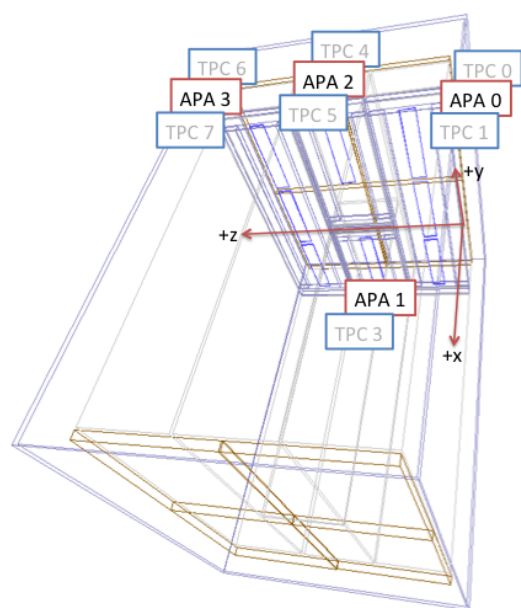 TPC 4
TPC 6
TPC 0
APA 2
APA 3
APA 0
TPC 5
TPC 7
TPC 1
+y
+z
APA 1
TPC 3
+x